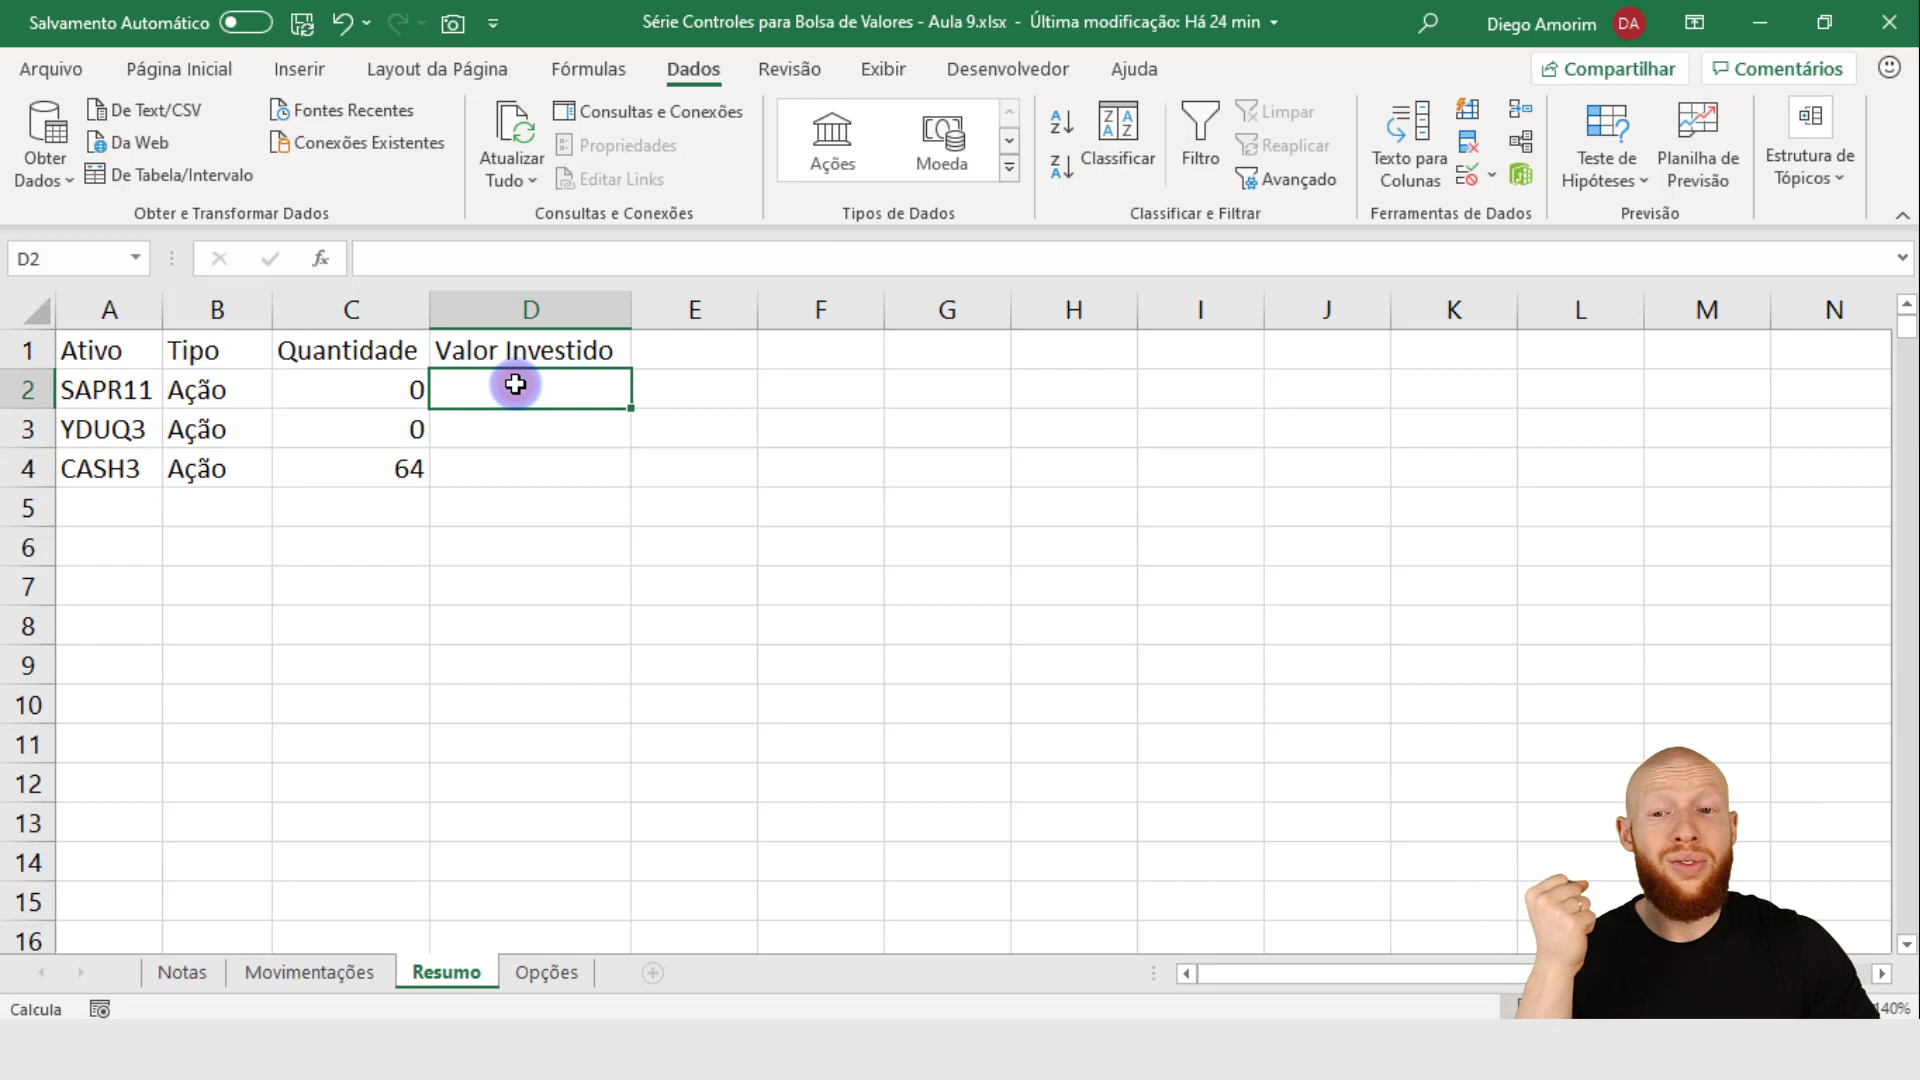 Salvamento Automático
Série Controles para Bolsa de Valores - Aula 9.xlsx - Última modificação: Há 24 min
Diego Amorim DA
Arquivo Página Inicial Inserir Layout da Página Fórmulas Dados Revisão Exibir Desenvolvedor Ajuda
Compartilhar Comentários
Obter Dados
De Text/CSV
Da Web
De Tabela/Intervalo
Fontes Recentes
Conexões Existentes
Obter e Transformar Dados
Atualizar Tudo
Consultas e Conexões
Propriedades
Editar Links
Consultas e Conexões
Ações
Moeda
Tipos de Dados
Classificar
Filtro
Limpar
Reaplicar
Avançado
Classificar e Filtrar
Texto para Colunas
Ferramentas de Dados
Teste de Hipóteses
Planilha de Previsão
Previsão
Estrutura de Tópicos
D2 fx
A B C D E F G H I J K L M N
1 Ativo Tipo Quantidade Valor Investido
2 SAPR11 Ação 0
3 YDUQ3 Ação 0
4 CASH3 Ação 64
5
6
7
8
9
10
11
12
13
14
15
16
Notas Movimentações Resumo Opções
Calcula
140%